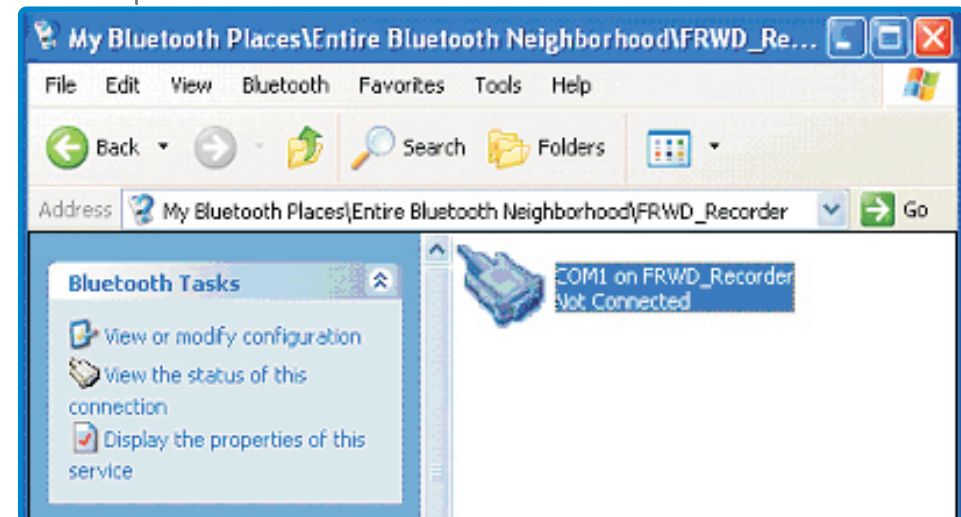 My Bluetooth Places\Entire Bluetooth Neighborhood\FRWD_Re...
File Edit View Bluetooth Favorites Tools Help
Back Search Folders
Address My Bluetooth Places\Entire Bluetooth Neighborhood\FRWD_Recorder Go
Bluetooth Tasks
View or modify configuration
View the status of this
connection
Display the properties of this
service
COM1 on FRWD_Recorder
Not Connected